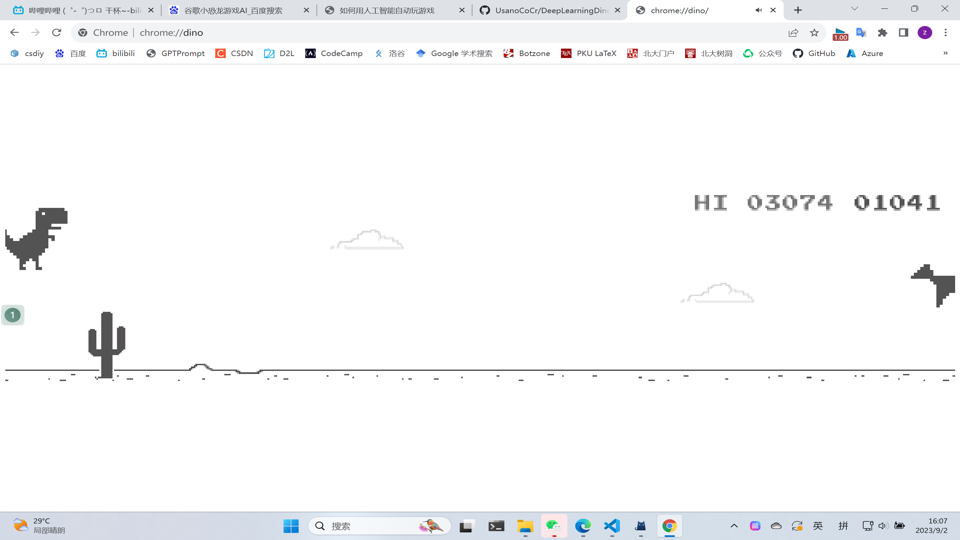 哔哩哔哩 (゜-゜)つロ 干杯~-bili
谷歌小恐龙游戏AI_百度搜索
如何用人工智能自动玩游戏
UsanoCoCr/DeepLearningDin
chrome://dino/
Chrome | chrome://dino
1.00
z
csdiy
百度
bilibili
GPTPrompt
CSDN
D2L
CodeCamp
洛谷
Google 学术搜索
Botzone
PKU LaTeX
北大门户
北大树洞
公众号
GitHub
Azure
»
HI 03074 01041
1
29°C
局部晴朗
搜索
英
拼
16:07
2023/9/2